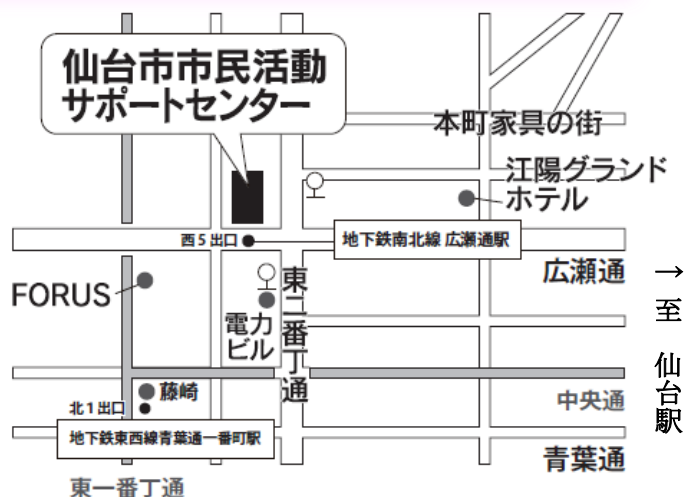 仙台市市民活動
サポートセンター
本町家具の街
江陽グランド
ホテル
西5出口
地下鉄南北線 広瀬通駅
広瀬通
→至 仙台駅
FORUS
東二番丁通
電力
ビル
藤崎
北1出口
中央通
地下鉄東西線青葉通一番町駅
青葉通
東一番丁通